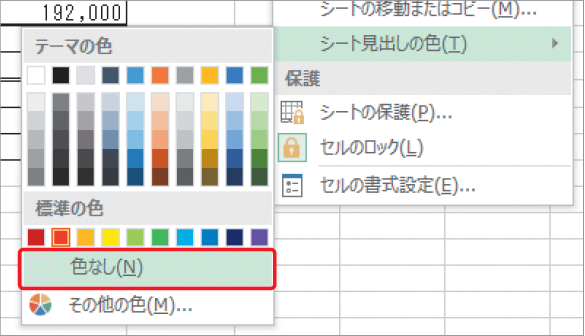 192,000
テーマの色
標準の色
色なし(N)
その他の色(M)...
シートの移動またはコピー(M)...
シート見出しの色(T)
保護
シートの保護(P)...
セルのロック(L)
セルの書式設定(E)...